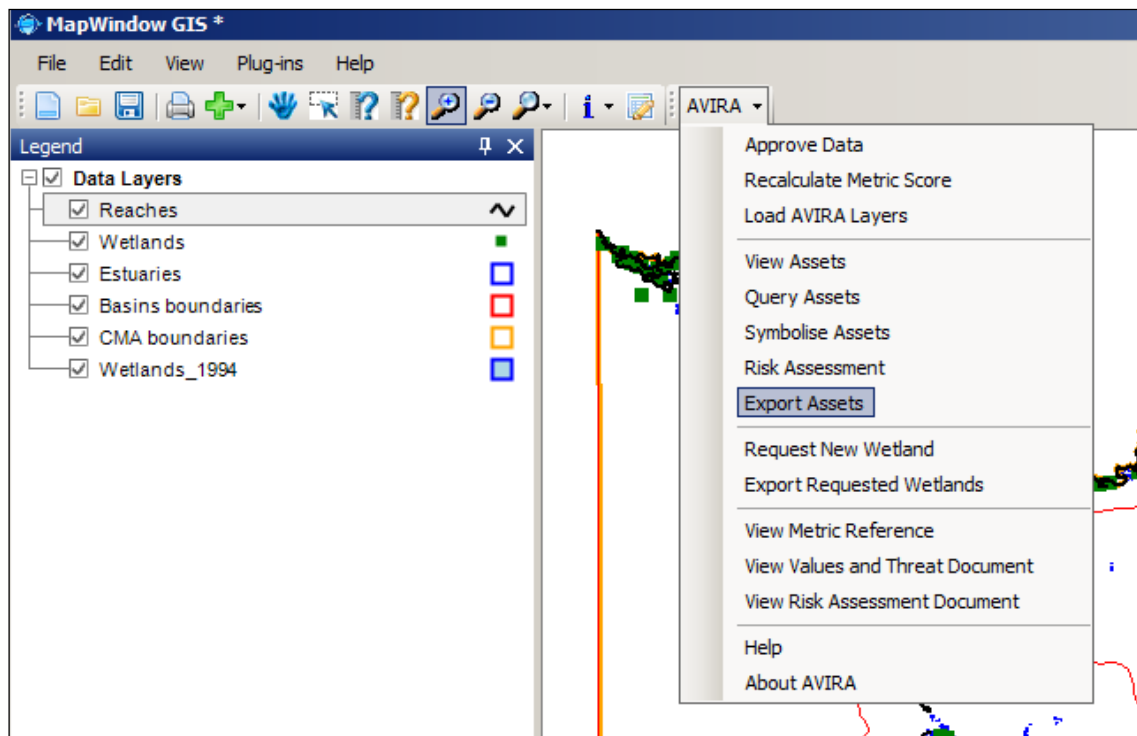 MapWindow GIS *
File Edit View Plug-ins Help
AVIRA
Legend
Data Layers
Reaches
Wetlands
Estuaries
Basins boundaries
CMA boundaries
Wetlands_1994
Approve Data
Recalculate Metric Score
Load AVIRA Layers
View Assets
Query Assets
Symbolise Assets
Risk Assessment
Export Assets
Request New Wetland
Export Requested Wetlands
View Metric Reference
View Values and Threat Document
View Risk Assessment Document
Help
About AVIRA